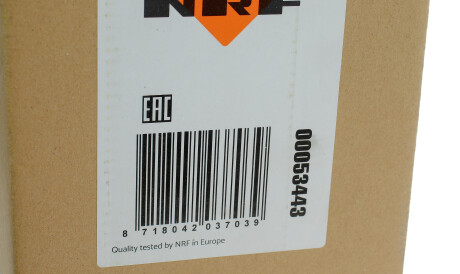 NRF
EAC
00053443
8 718042 037039
Quality tested by NRF in Europe